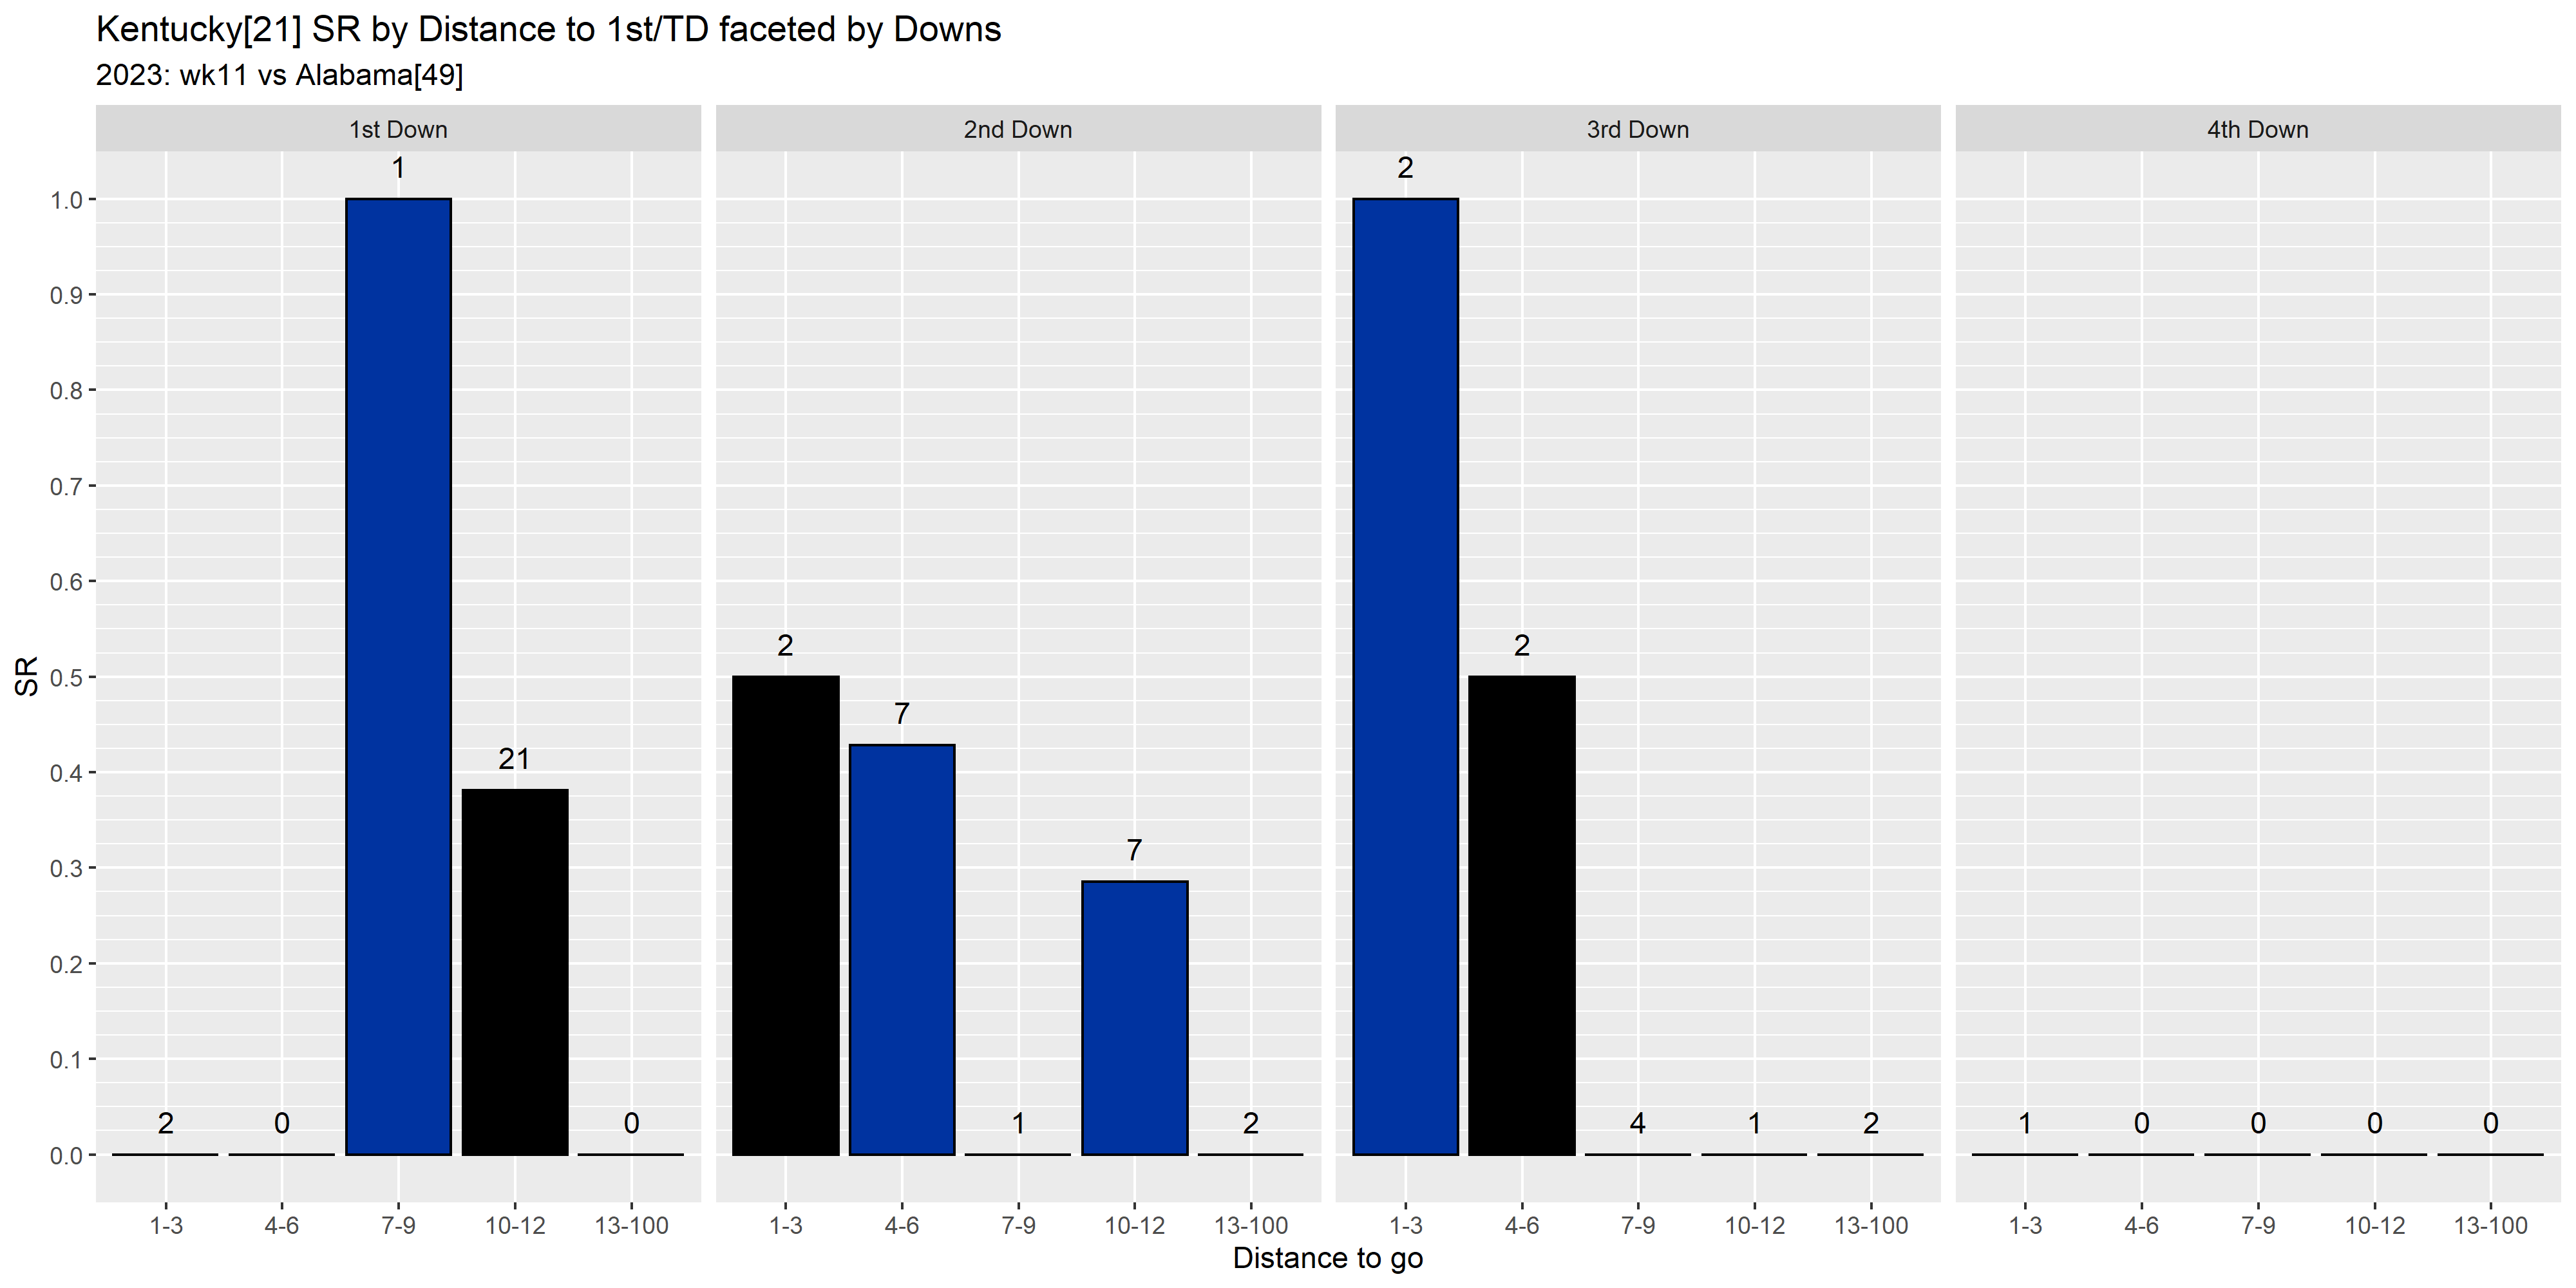 Kentucky[21] SR by Distance to 1st/TD faceted by Downs
2023: wk11 vs Alabama[49]
1st Down 2nd Down 3rd Down 4th Down
SR
1.0
0.9
0.8
0.7
0.6
0.5
0.4
0.3
0.2
0.1
0.0
2 0 1 21 0
2 7 1 7 2
2 2 4 1 2
1 0 0 0 0
1-3 4-6 7-9 10-12 13-100 1-3 4-6 7-9 10-12 13-100 1-3 4-6 7-9 10-12 13-100 1-3 4-6 7-9 10-12 13-100
Distance to go